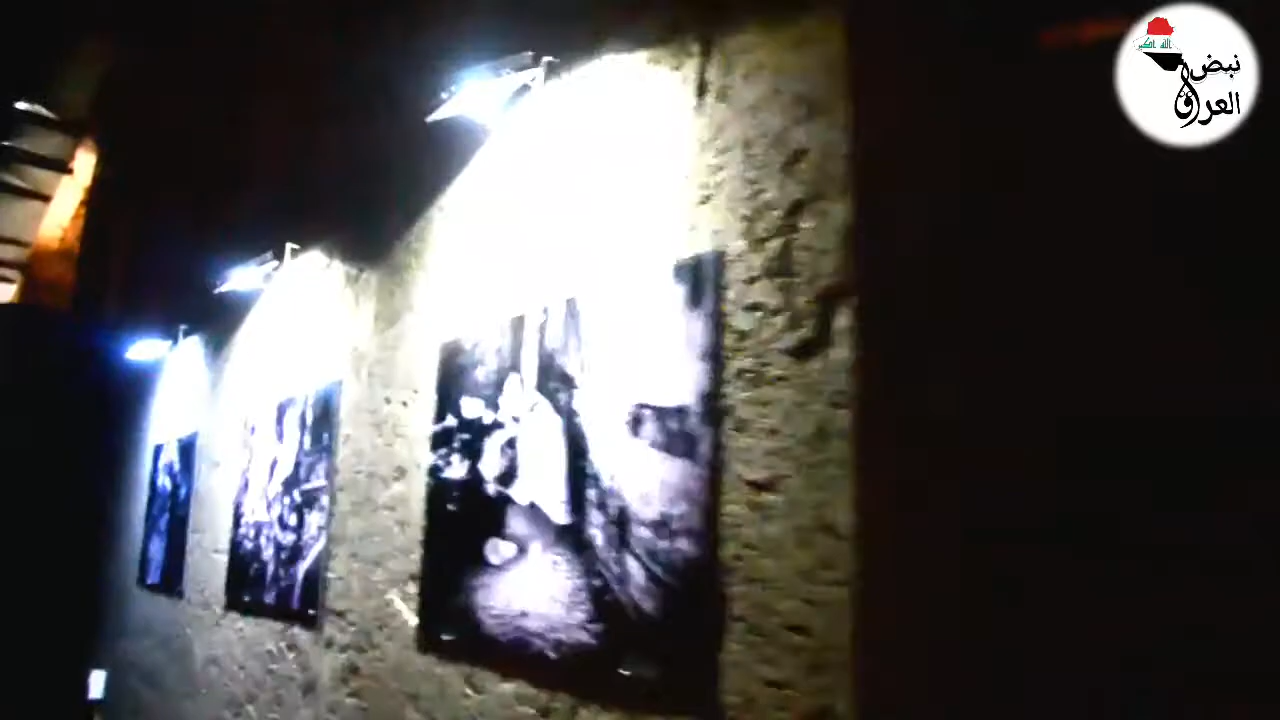 الله اكبر
نبض
العراق